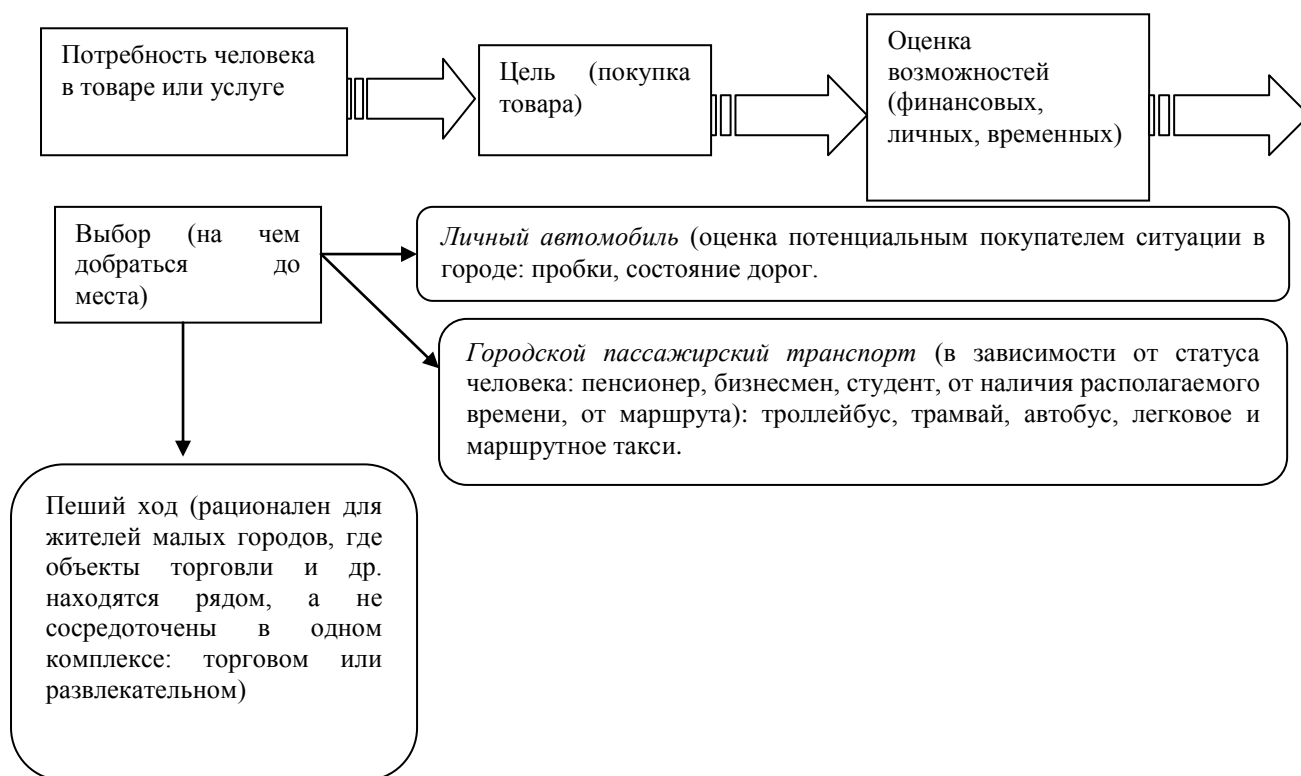 Потребность человека
в товаре или услуге
Цель (покупка
товара)
Оценка
возможностей
(финансовых,
личных, временных)
Выбор (на чем
добраться до
места)
Личный автомобиль (оценка потенциальным покупателем ситуации в
городе: пробки, состояние дорог.
Городской пассажирский транспорт (в зависимости от статуса
человека: пенсионер, бизнесмен, студент, от наличия располагаемого
времени, от маршрута): троллейбус, трамвай, автобус, легковое и
маршрутное такси.
Пеший ход (рационален для
жителей малых городов, где
объекты торговли и др.
находятся рядом, а не
сосредоточены в одном
комплексе: торговом или
развлекательном)